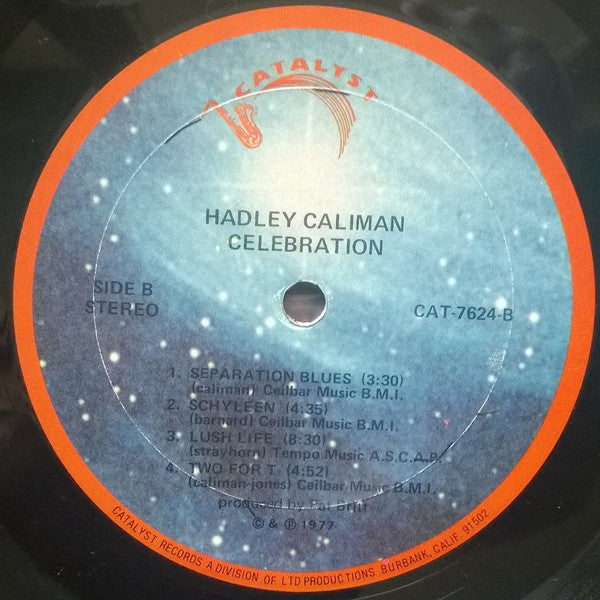 CATALYST
HADLEY CALIMAN
CELEBRATION
SIDE B
STEREO
CAT-7624-B
1. SEPARATION BLUES (3:30)
(caliman) Ceilbar Music B.M.I.
2. SCHYLEEN (4:35)
(barnard) Ceilbar Music B.M.I.
3. LUSH LIFE (8:30)
(strayhorn) Tempo Music A.S.C.A.P.
4. TWO FOR T. (4:52)
(caliman-jones) Ceilbar Music B.M.I.
produced by Pat Britt
© & ℗ 1977
CATALYST RECORDS A DIVISION OF LTD PRODUCTIONS BURBANK, CALIF. 91502